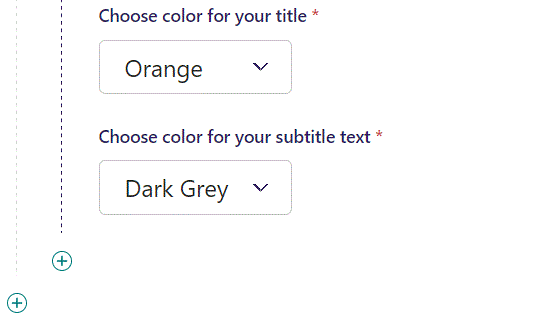 Choose color for your title *
Orange
Choose color for your subtitle text *
Dark Grey